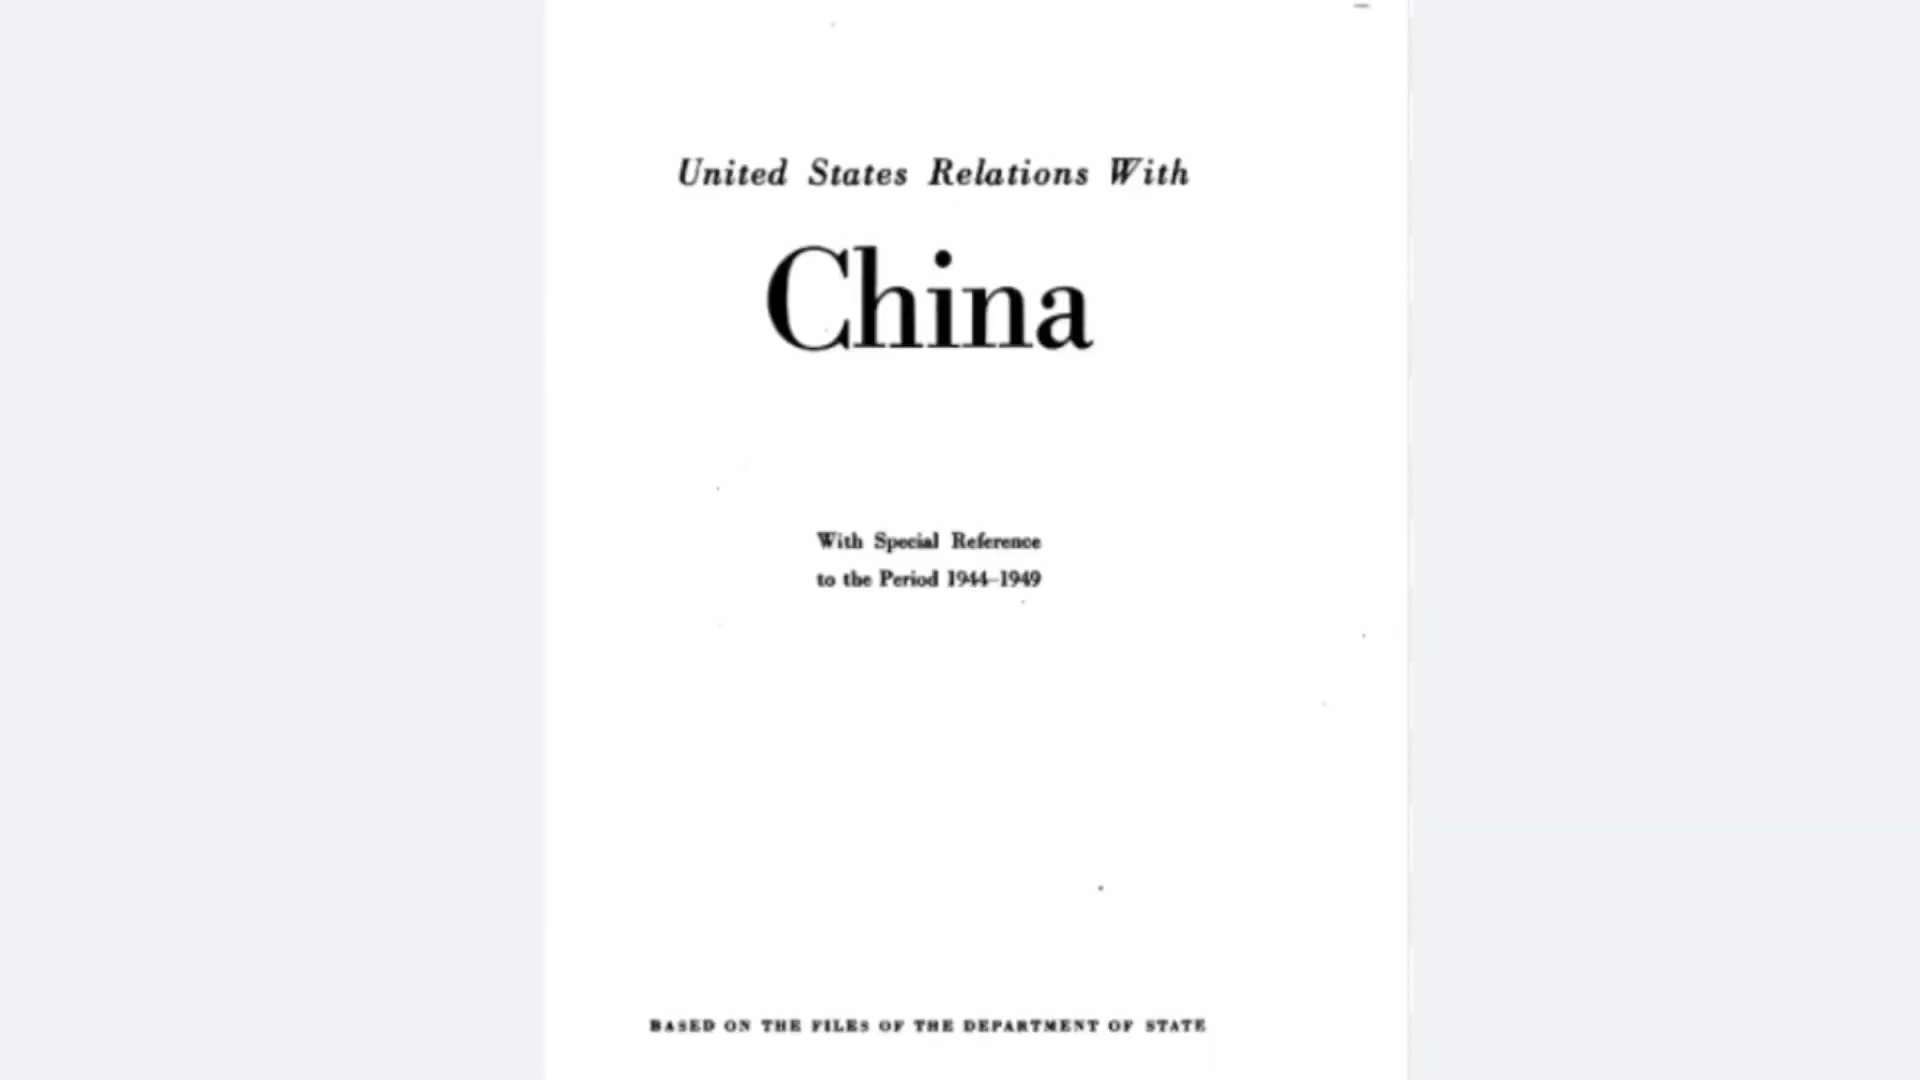 United States Relations With
China
With Special Reference
to the Period 1944–1949
BASED ON THE FILES OF THE DEPARTMENT OF STATE